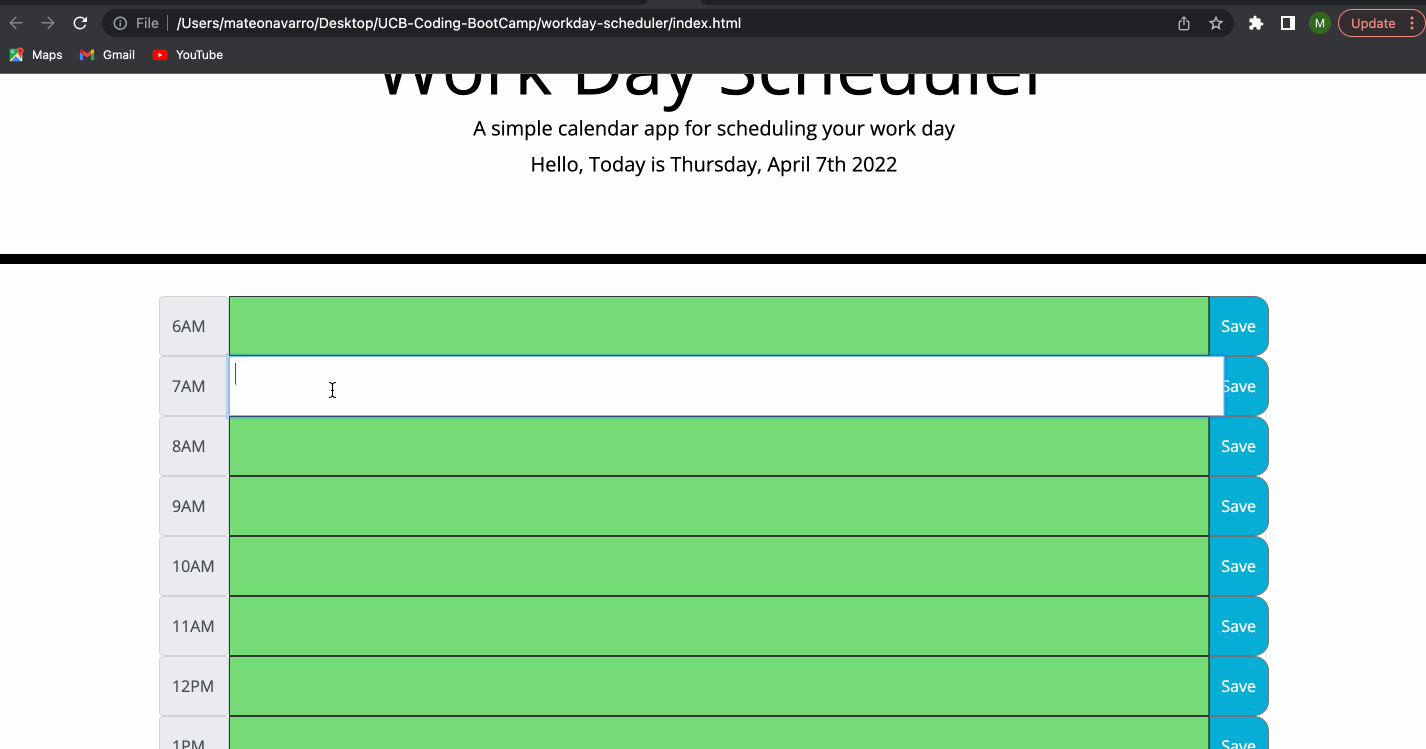 File /Users/mateonavarro/Desktop/UCB-Coding-BootCamp/workday-scheduler/index.html M Update
Maps Gmail YouTube
Work Day Scheduler
A simple calendar app for scheduling your work day
Hello, Today is Thursday, April 7th 2022
6AM Save
7AM Save
8AM Save
9AM Save
10AM Save
11AM Save
12PM Save
1PM Save